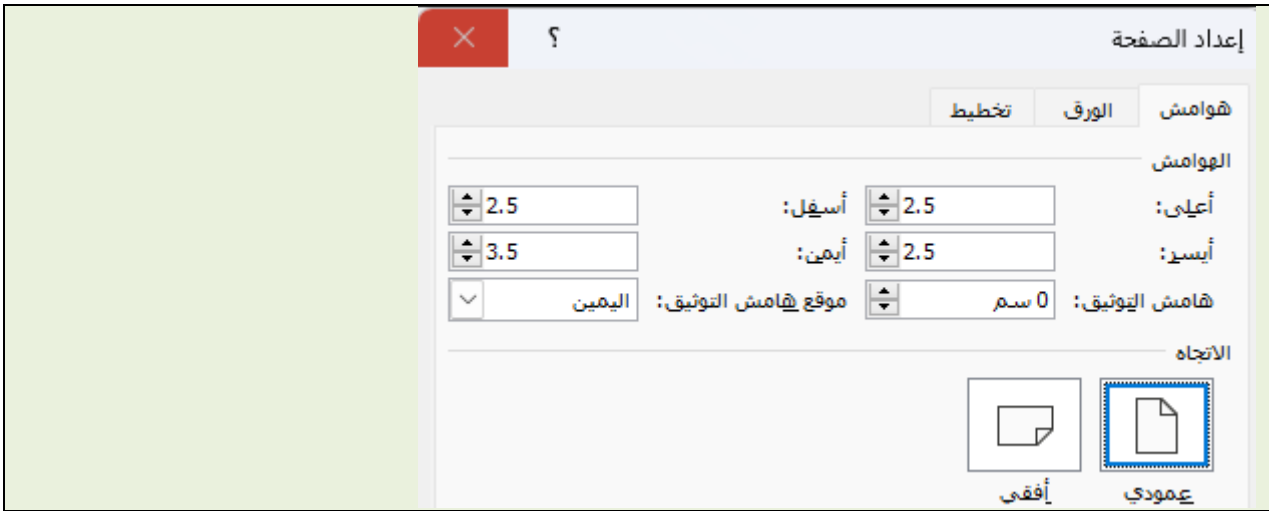 إعداد الصفحة ؟
هوامش الورق تخطيط
الهوامش
أعلى: 2.5 أسفل: 2.5
أيسر: 2.5 أيمن: 3.5
هامش التوثيق: 0 سم موقع هامش التوثيق: اليمين
الاتجاه
عمودي أفقي